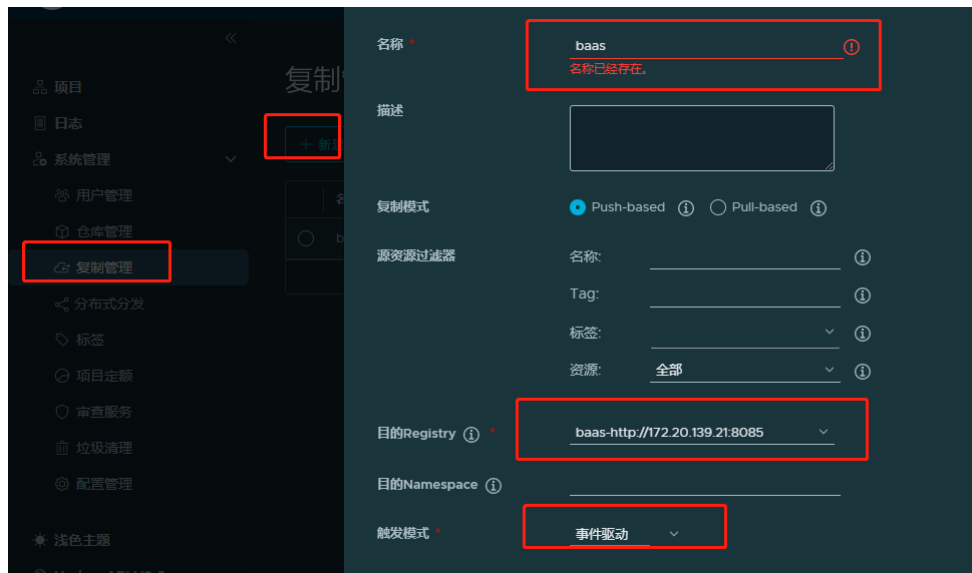 «
项目
日志
系统管理
用户管理
仓库管理
复制管理
分布式分发
标签
项目定额
审查服务
垃圾清理
配置管理
浅色主题
复制
+ 新建
名称 *
baas
名称已经存在。
描述
复制模式
Push-based Pull-based
源资源过滤器
名称:
Tag:
标签:
资源: 全部
目的Registry *
baas-http://172.20.139.21:8085
目的Namespace
触发模式 *
事件驱动